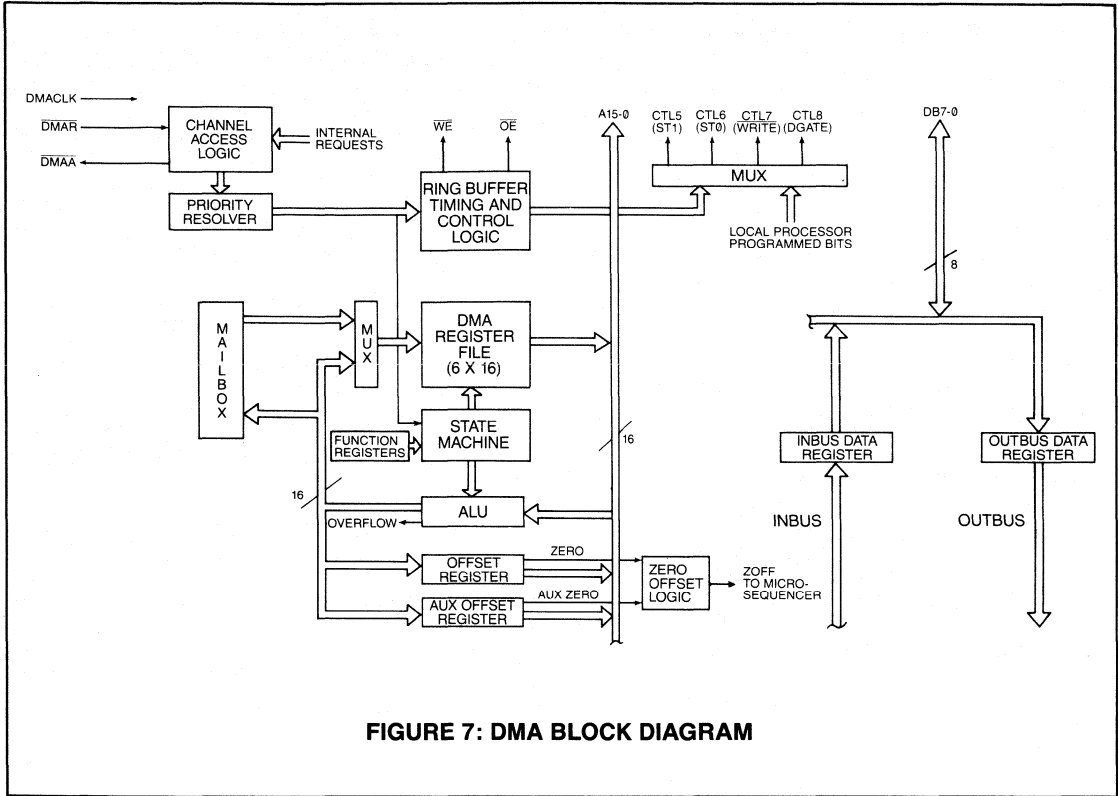 DMACLK
DMAR
DMAA
CHANNEL
ACCESS
LOGIC
INTERNAL
REQUESTS
PRIORITY
RESOLVER
WE
OE
RING BUFFER
TIMING AND
CONTROL
LOGIC
A15-0
CTL5
(ST1)
CTL6
(STØ)
CTL7
(WRITE)
CTL8
(DGATE)
MUX
LOCAL PROCESSOR
PROGRAMMED BITS
DB7-0
8
MAILBOX
MUX
DMA
REGISTER
FILE
(6 X 16)
FUNCTION
REGISTERS
STATE
MACHINE
16
16
ALU
OVERFLOW
OFFSET
REGISTER
ZERO
AUX OFFSET
REGISTER
AUX ZERO
ZERO
OFFSET
LOGIC
ZOFF
TO MICRO-
SEQUENCER
INBUS DATA
REGISTER
OUTBUS DATA
REGISTER
INBUS
OUTBUS
FIGURE 7: DMA BLOCK DIAGRAM